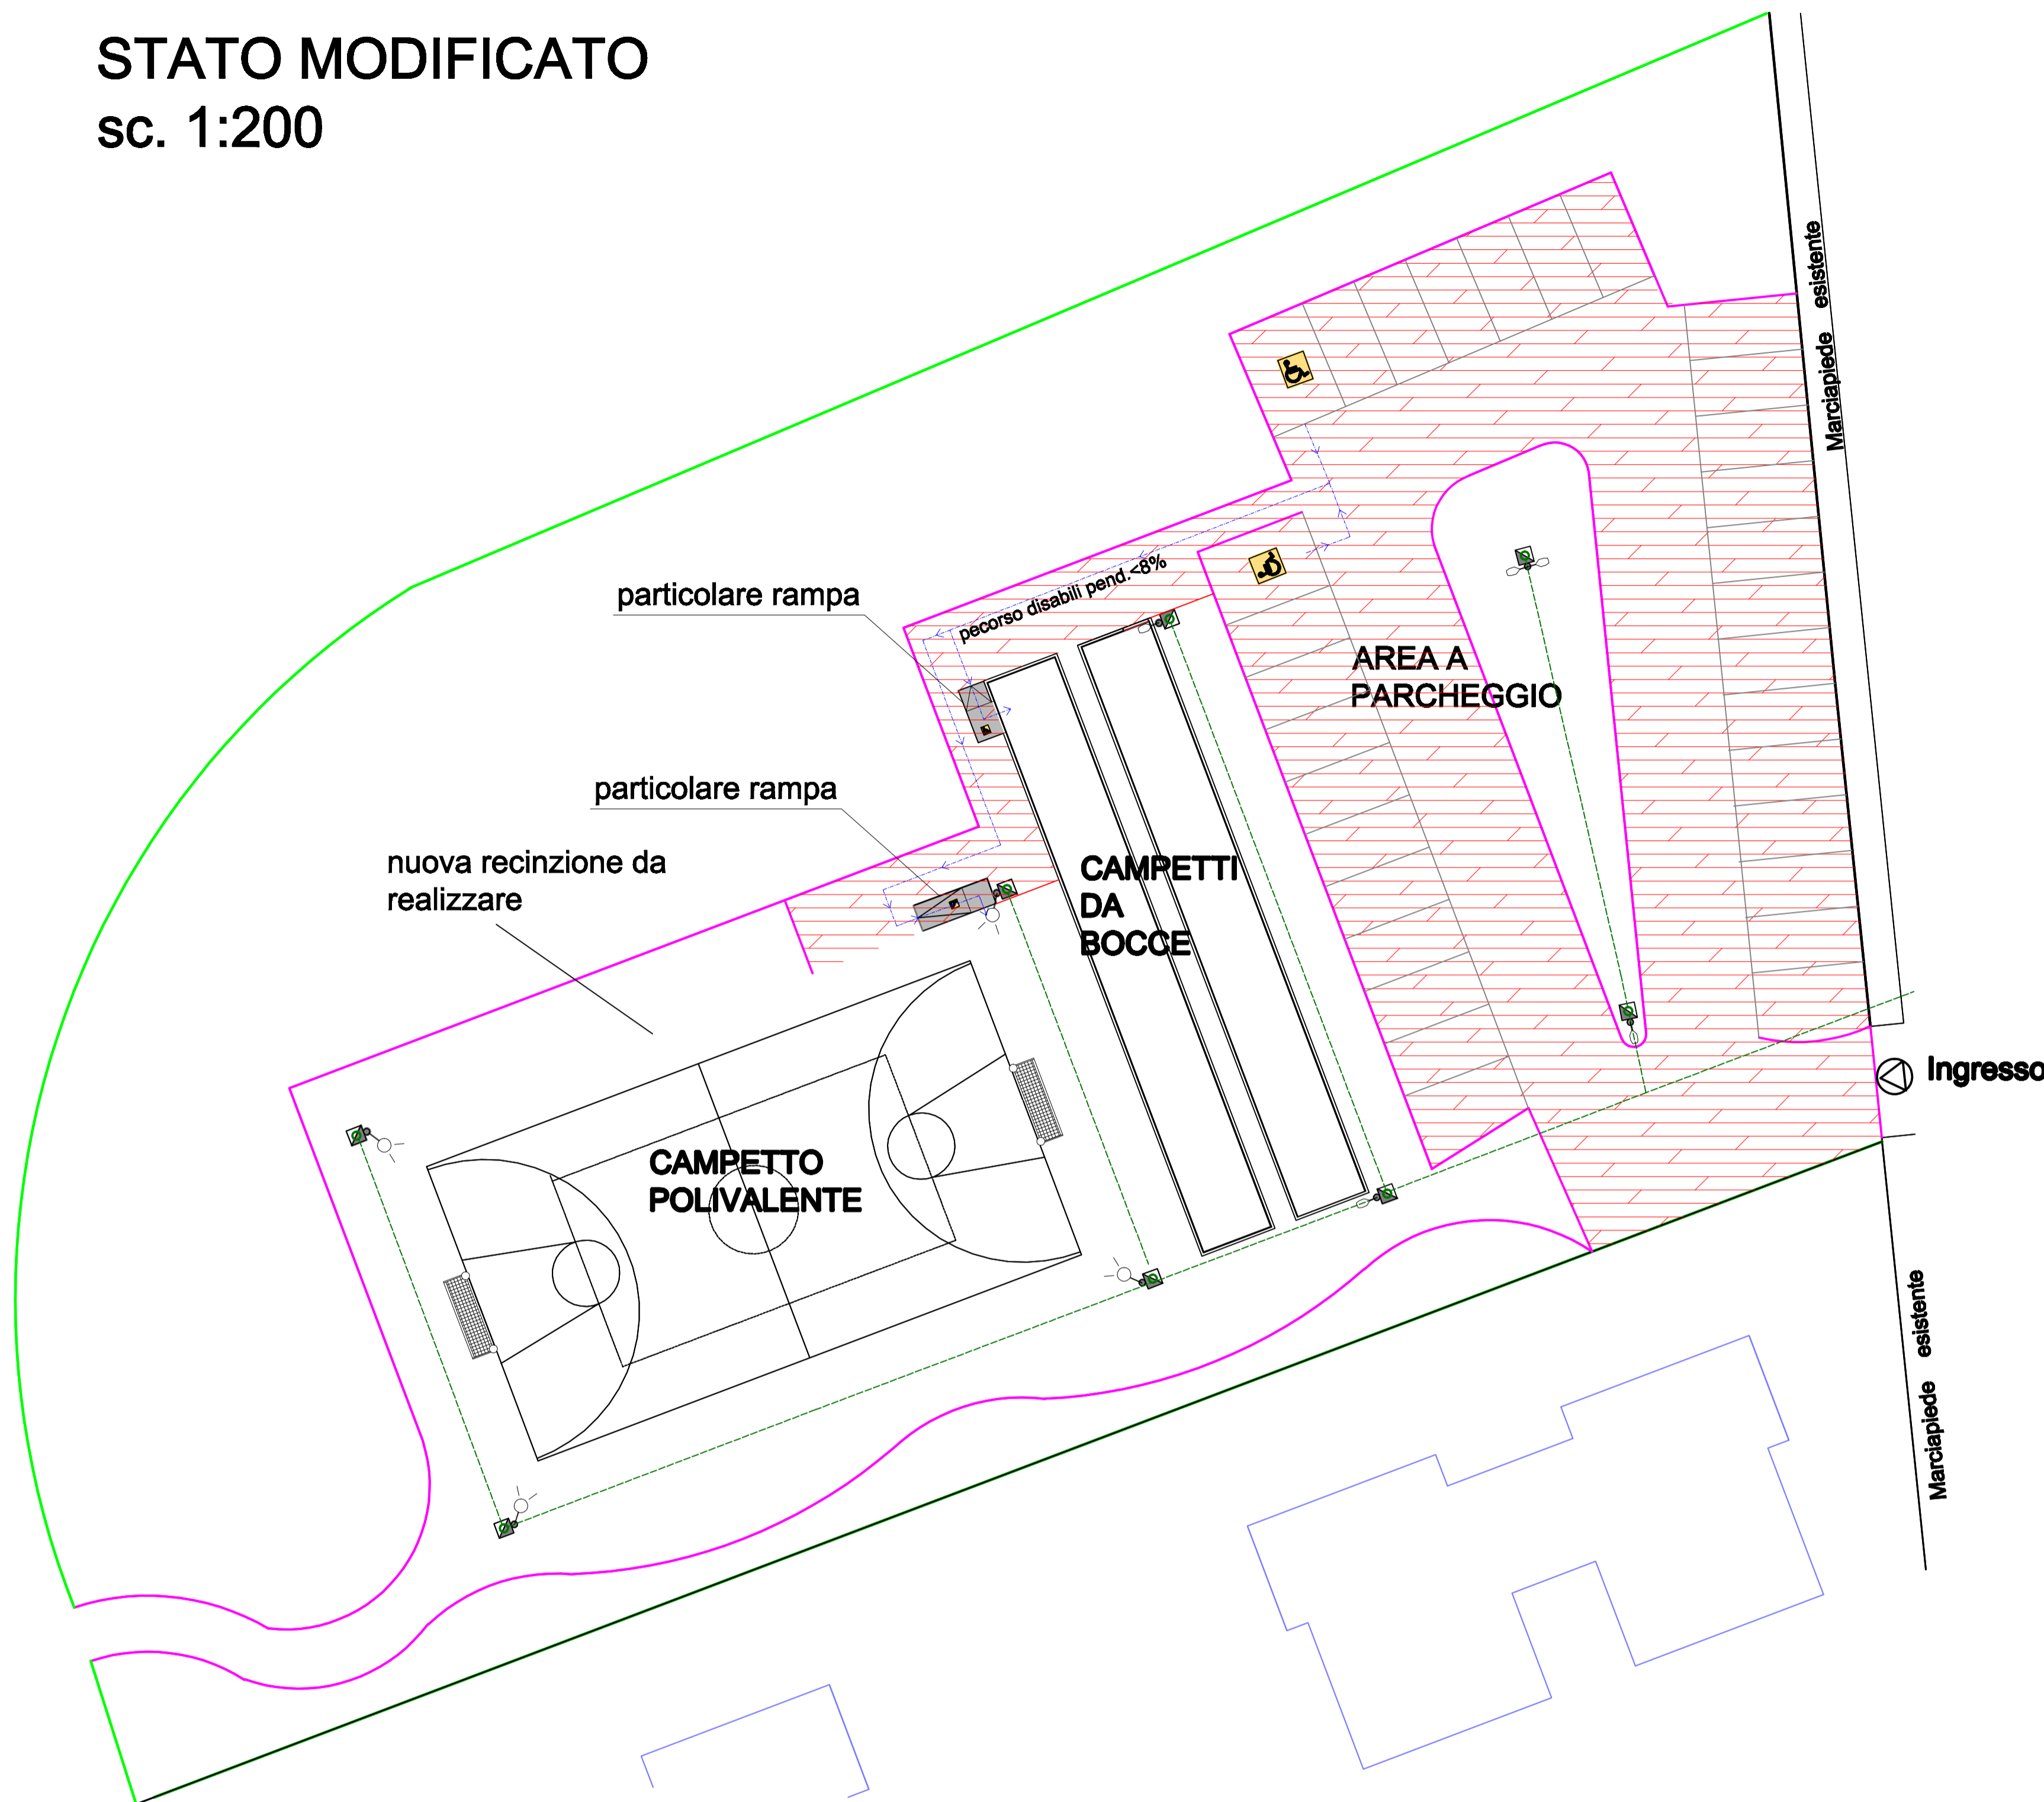 STATO MODIFICATO
sc. 1:200
Marciapiede esistente
particolare rampa
pecorso disabili pend.<8%
AREA A
PARCHEGGIO
particolare rampa
nuova recinzione da
realizzare
CAMPETTI
DA
BOCCE
Ingresso
CAMPETTO
POLIVALENTE
Marciapiede esistente